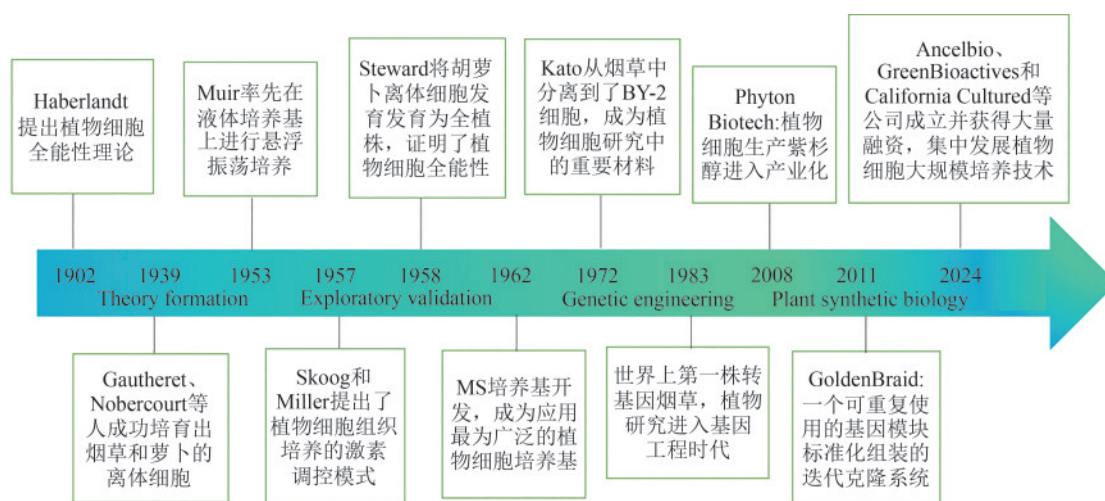 Haberlandt
提出植物细胞
全能性理论
Muir率先在
液体培养基
上进行悬浮
振荡培养
Steward将胡萝
卜离体细胞发
育发育为全植
株，证明了植
物细胞全能性
Kato从烟草中
分离到了BY-2
细胞，成为植
物细胞研究中
的重要材料
Phyton
Biotech:植物
细胞生产紫杉
醇进入产业化
Ancelbio、
GreenBioactives和
California Cultured等
公司成立并获得大量
融资，集中发展植物
细胞大规模培养技术
1902 1939 1953 1957 1958 1962 1972 1983 2008 2011 2024
Theory formation Exploratory validation Genetic engineering Plant synthetic biology
Gautheret、
Nobercourt等
人成功培育出
烟草和萝卜的
离体细胞
Skoog和
Miller提出了
植物细胞组织
培养的激素
调控模式
MS培养基开
发，成为应用
最为广泛的植
物细胞培养基
世界上第一株转
基因烟草，植物
研究进入基因
工程时代
GoldenBraid:
一个可重复使
用的基因模块
标准化组装的
迭代克隆系统